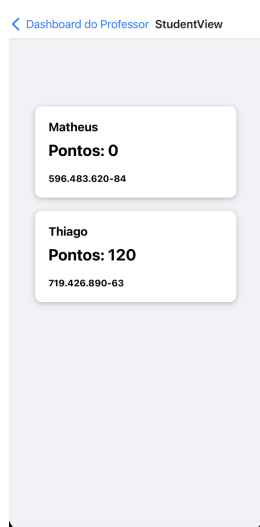 Dashboard do Professor StudentView
Matheus
Pontos: 0
596.483.620-84
Thiago
Pontos: 120
719.426.890-63